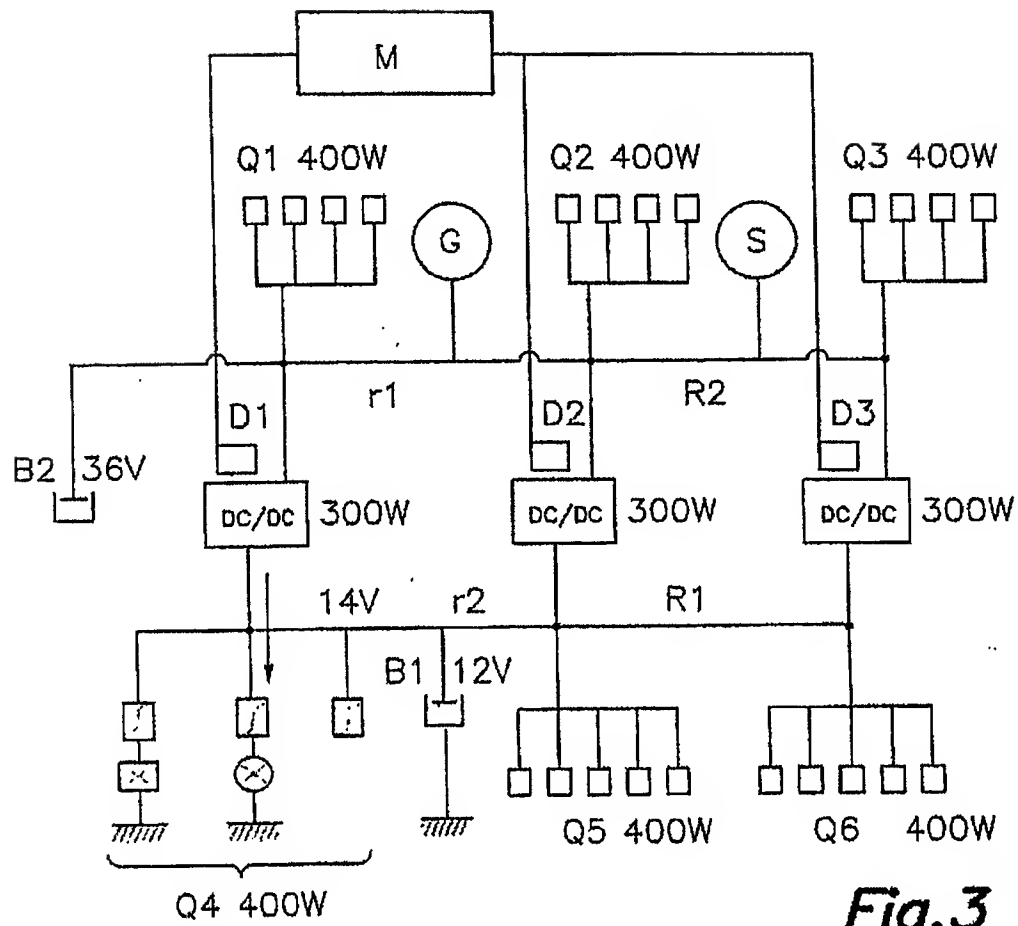 M
Q1 400W
Q2 400W
Q3 400W
G
S
r1
R2
D1
D2
D3
B2 36V
DC/DC 300W
DC/DC 300W
DC/DC 300W
14V
r2
R1
B1 12V
Q5 400W
Q6 400W
Q4 400W
Fig.3